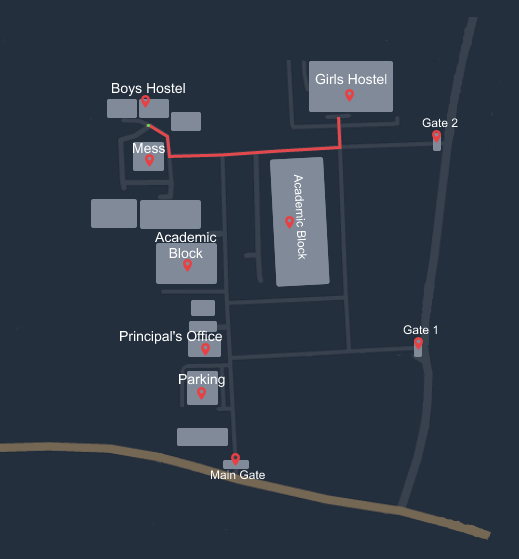 Girls Hostel
Boys Hostel
Gate 2
Mess
Academic Block
Academic
Block
Gate 1
Principal's Office
Parking
Main Gate